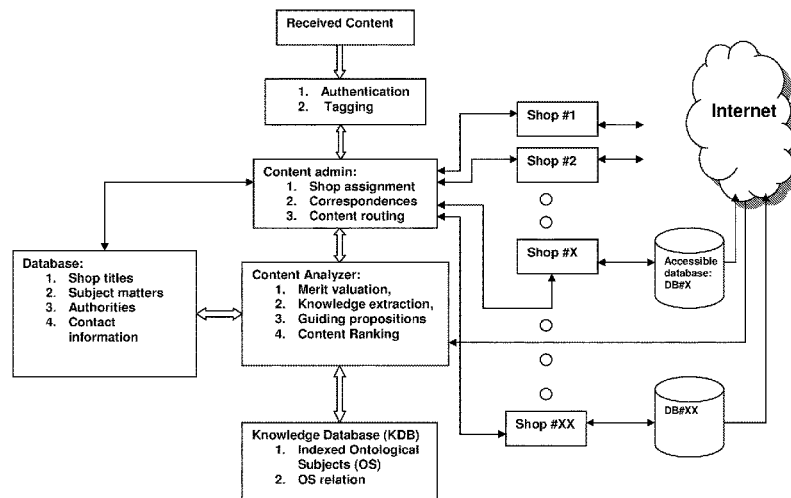 Received Content
1. Authentication
2. Tagging
Content admin:
1. Shop assignment
2. Correspondences
3. Content routing
Database:
1. Shop titles
2. Subject matters
3. Authorities
4. Contact
information
Content Analyzer:
1. Merit valuation,
2. Knowledge extraction,
3. Guiding propositions
4. Content Ranking
Knowledge Database (KDB)
1. Indexed Ontological
Subjects (OS)
2. OS relation
Shop #1
Shop #2
Shop #X
Shop #XX
Internet
Accessible
database:
DB#X
DB#XX